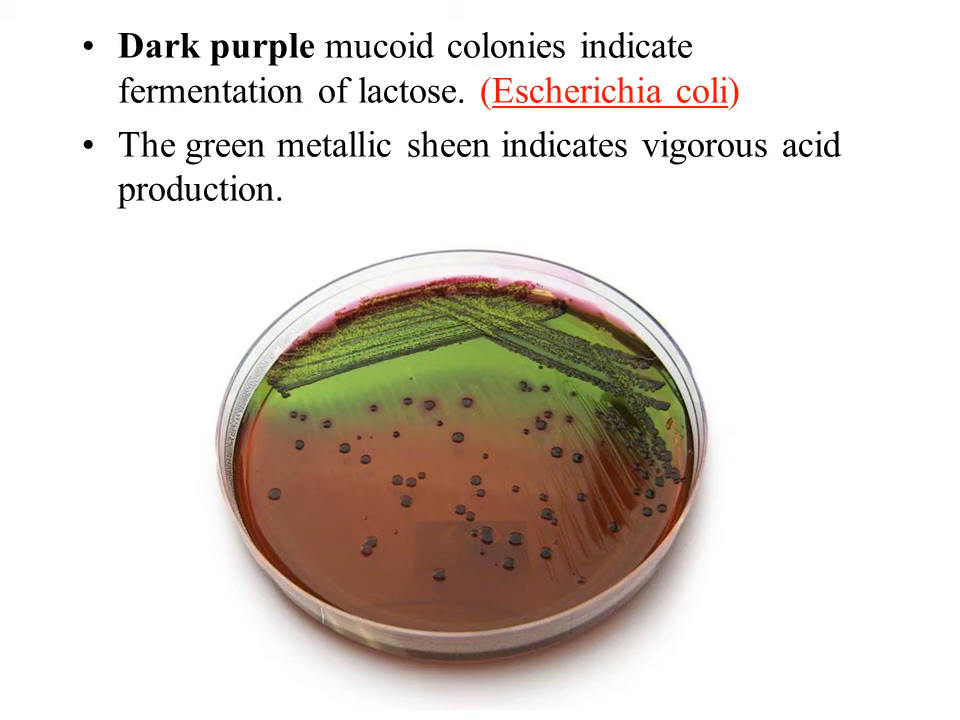 • Dark purple mucoid colonies indicate
fermentation of lactose. (Escherichia coli)
• The green metallic sheen indicates vigorous acid
production.